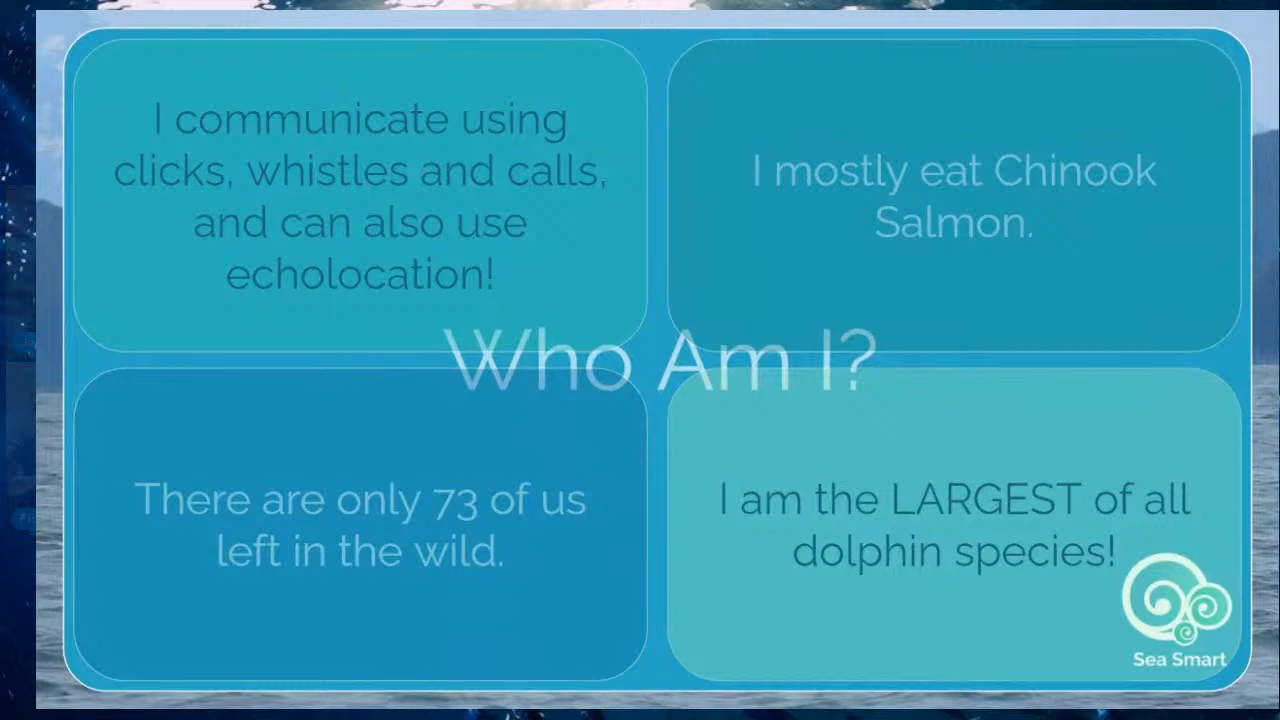 I communicate using
clicks, whistles and calls,
and can also use
echolocation!
I mostly eat Chinook
Salmon.
Who Am I?
There are only 73 of us
left in the wild.
I am the LARGEST of all
dolphin species!
Sea Smart